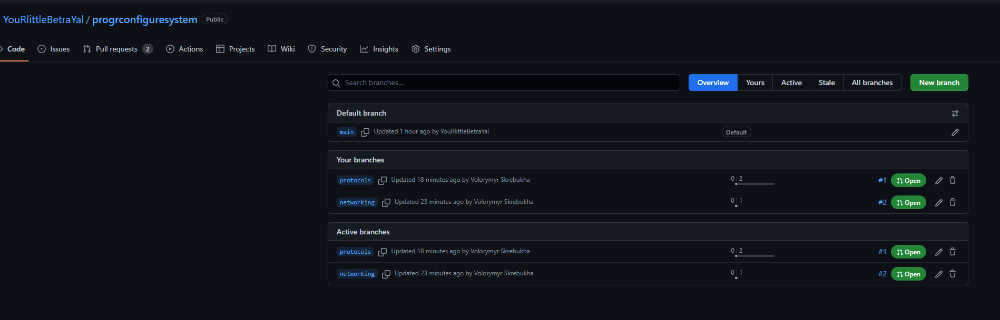 YouRlittleBetraYal / progrconfiguresystem Public
Code Issues Pull requests 2 Actions Projects Wiki Security Insights Settings
Search branches... Overview Yours Active Stale All branches New branch
Default branch
main Updated 1 hour ago by YouRlittleBetraYal Default
Your branches
protocols Updated 18 minutes ago by Volorymyr Skrebukha 0 | 2 #1 Open
networking Updated 23 minutes ago by Volorymyr Skrebukha 0 | 1 #2 Open
Active branches
protocols Updated 18 minutes ago by Volorymyr Skrebukha 0 | 2 #1 Open
networking Updated 23 minutes ago by Volorymyr Skrebukha 0 | 1 #2 Open